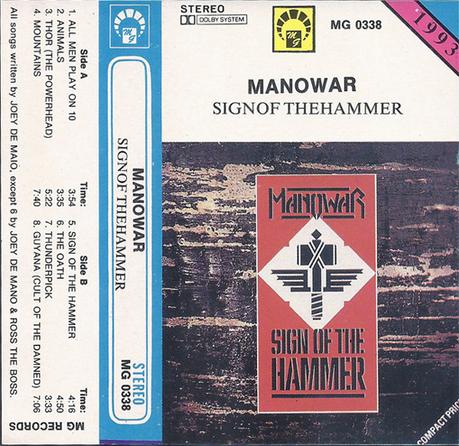 Side A
Time:
1. ALL MEN PLAY ON 10
3:54
2. ANIMALS
3:35
3. THOR (THE POWERHEAD)
5:22
4. MOUNTAINS
7:40
Side B
Time:
5. SIGN OF THE HAMMER
4:16
6. THE OATH
4:50
7. THUNDERPICK
3:33
8. GUYANA (CULT OF THE DAMNED)
7:06
All songs written by JOEY DE MAIO, except 6 by JOEY DE MANO & ROSS THE BOSS.
MG RECORDS
MG
MANOWAR
SIGNOF THEHAMMER
STEREO
MG 0338
STEREO
DOLBY SYSTEM
MG
MG 0338
1993
MANOWAR
SIGNOF THEHAMMER
MANOWAR
SIGN OF THE
HAMMER